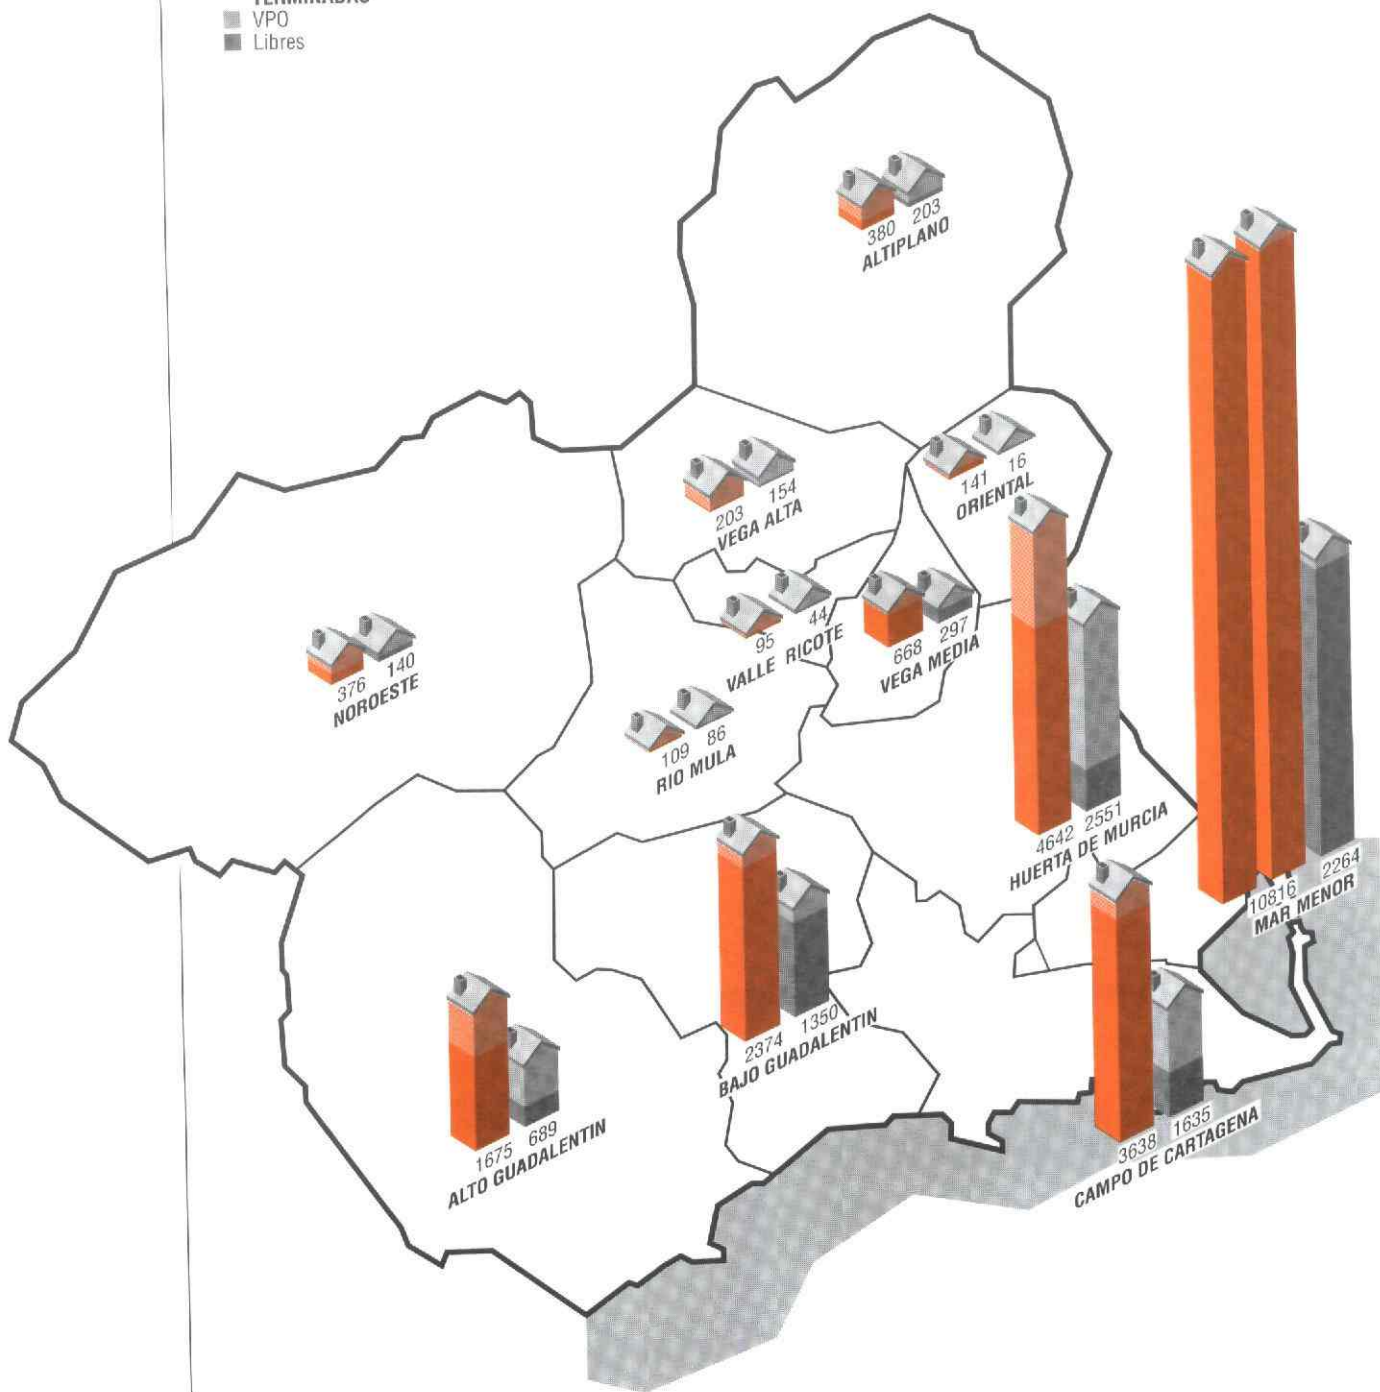 TERMINADAS
VPO
Libres
380 203
ALTIPLANO
141 16
ORIENTAL
203 154
VEGA ALTA
95 44
VALLE RICOTE
668 297
VEGA MEDIA
376 140
NOROESTE
109 86
RIO MULA
4642 2551
HUERTA DE MURCIA
10816 2264
MAR MENOR
2374 1350
BAJO GUADALENTIN
1675 689
ALTO GUADALENTIN
3638 1635
CAMPO DE CARTAGENA